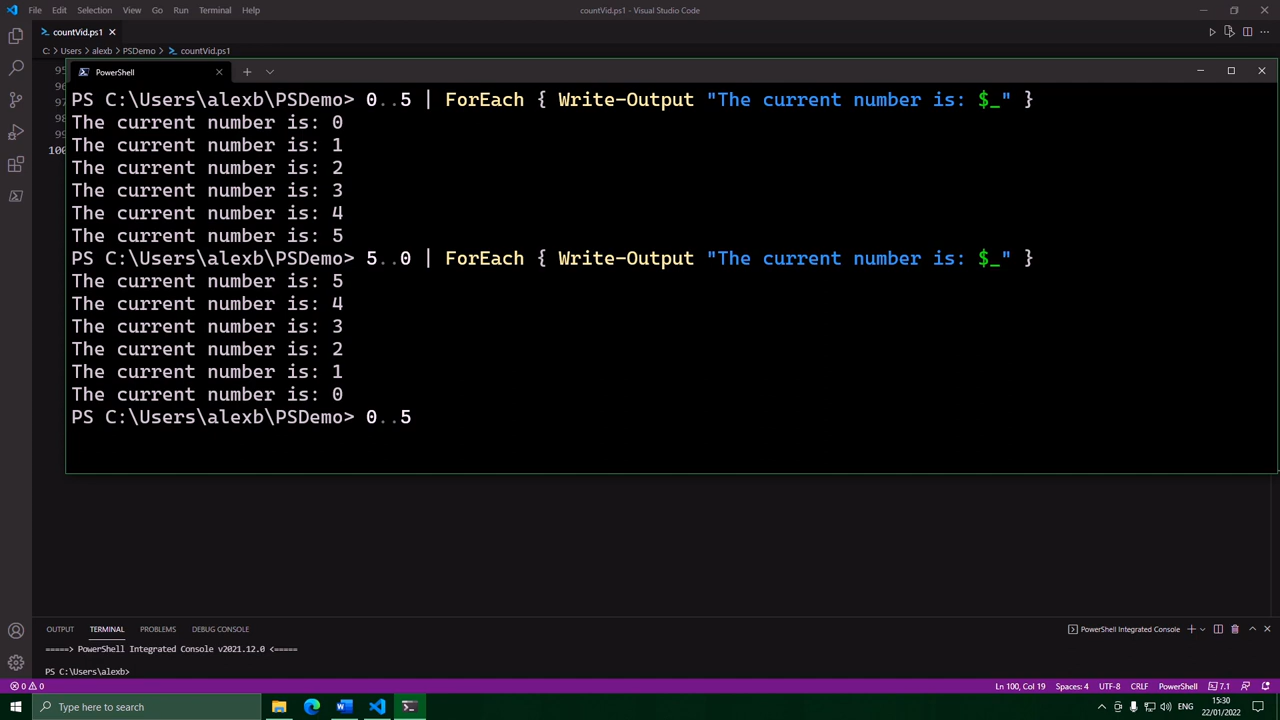 File Edit Selection View Go Run Terminal Help
countVid.ps1 - Visual Studio Code
countVid.ps1
C: > Users > alexb > PSDemo > countVid.ps1
95
96
97
98
99
100
PowerShell
PS C:\Users\alexb\PSDemo> 0..5 | ForEach { Write-Output "The current number is: $_" }
The current number is: 0
The current number is: 1
The current number is: 2
The current number is: 3
The current number is: 4
The current number is: 5
PS C:\Users\alexb\PSDemo> 5..0 | ForEach { Write-Output "The current number is: $_" }
The current number is: 5
The current number is: 4
The current number is: 3
The current number is: 2
The current number is: 1
The current number is: 0
PS C:\Users\alexb\PSDemo> 0..5
OUTPUT TERMINAL PROBLEMS DEBUG CONSOLE
PowerShell Integrated Console
=====> PowerShell Integrated Console v2021.12.0 <=====
PS C:\Users\alexb>
0 0
Ln 100, Col 19 Spaces: 4 UTF-8 CRLF PowerShell 7.1
Type here to search
ENG
15:30
22/01/2022